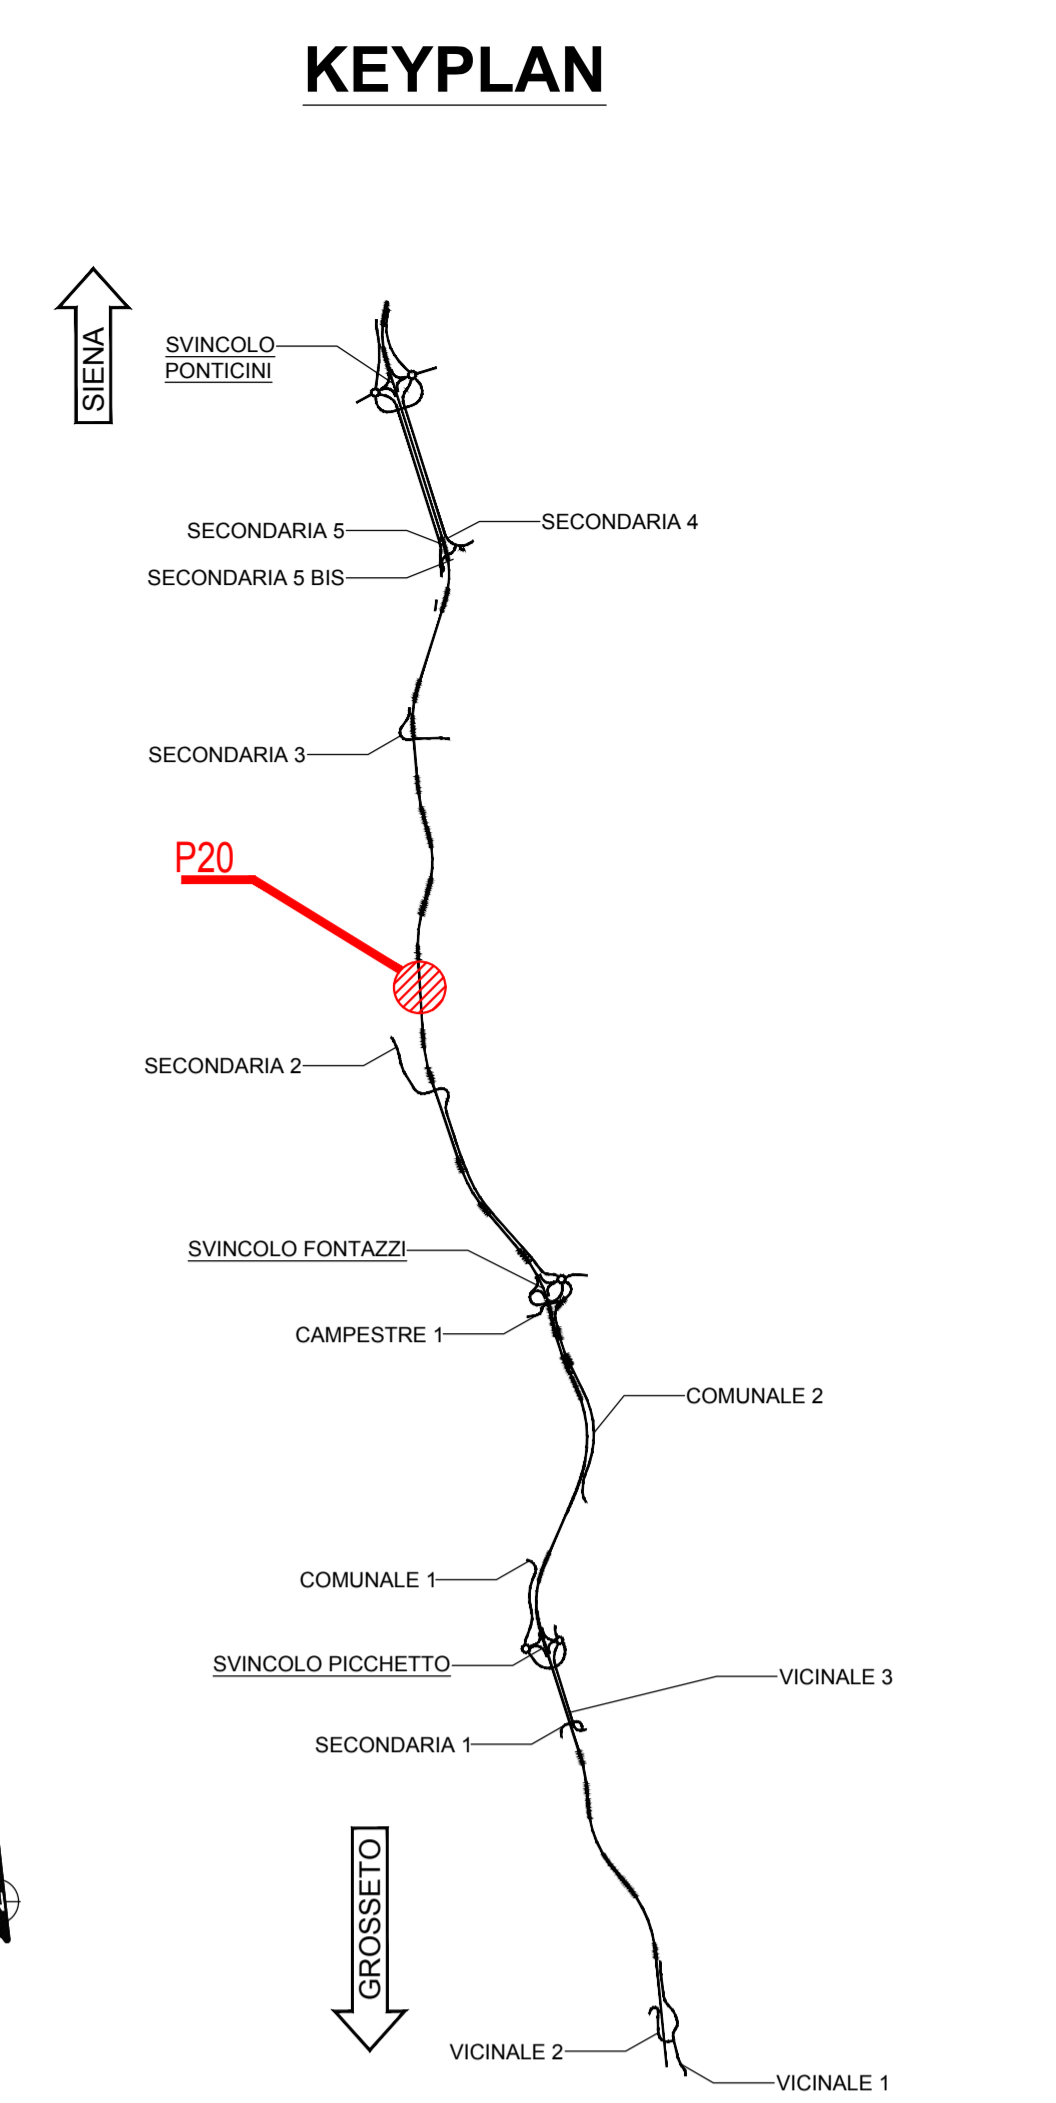 KEYPLAN
SIENA
SVINCOLO
PONTICINI
SECONDARIA 5
SECONDARIA 4
SECONDARIA 5 BIS
SECONDARIA 3
P20
SECONDARIA 2
SVINCOLO FONTAZZI
CAMPESTRE 1
COMUNALE 2
COMUNALE 1
SVINCOLO PICCHETTO
VICINALE 3
SECONDARIA 1
GROSSETO
VICINALE 2
VICINALE 1